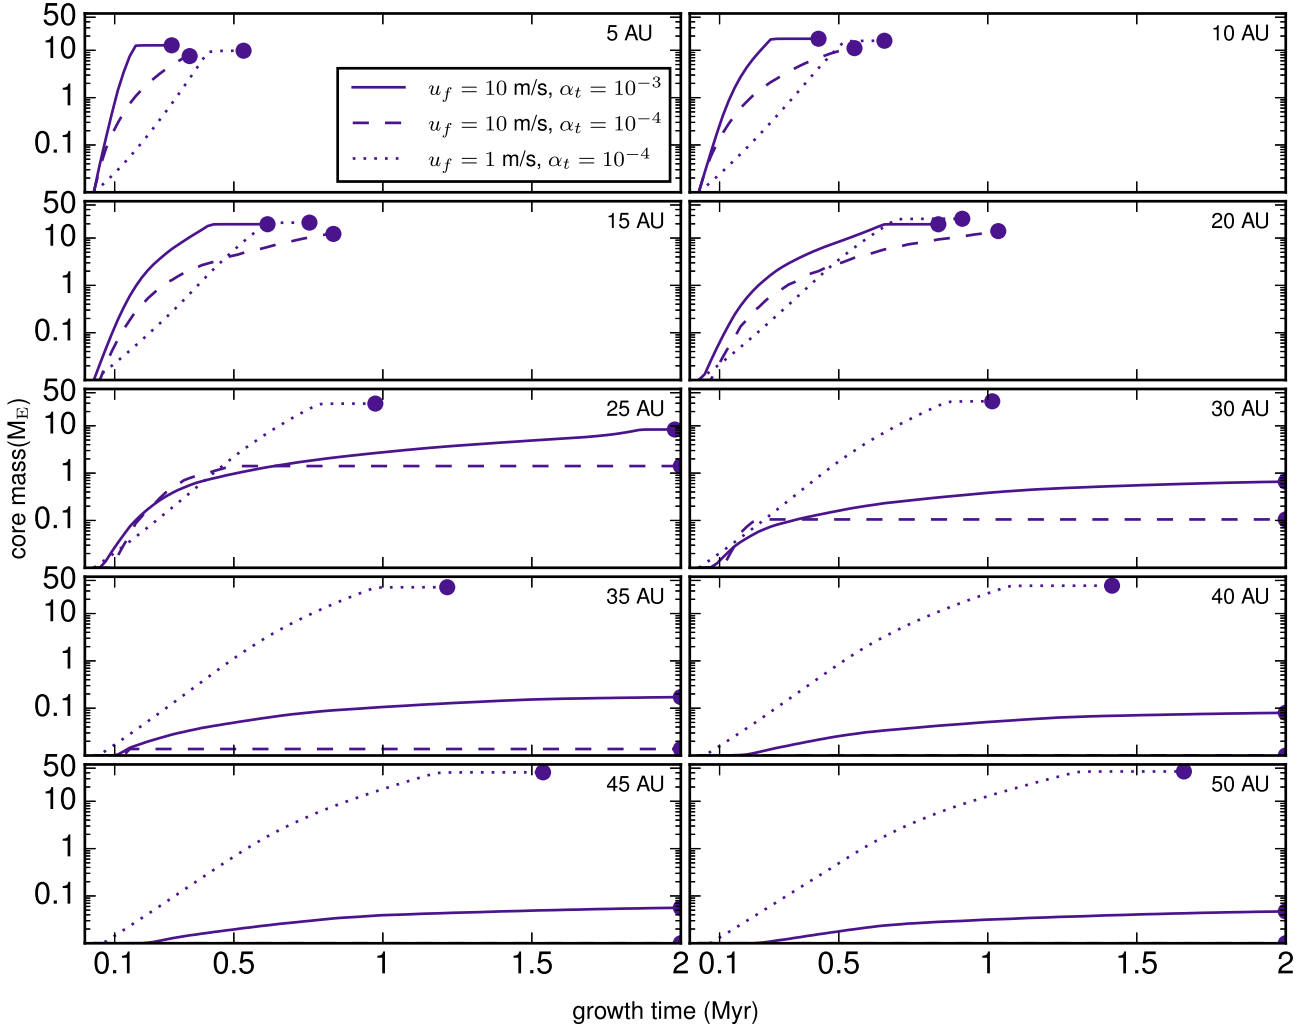 50
10
1
0.1
5 AU
10 AU
u_f = 10 m/s, α_t = 10^−3
u_f = 10 m/s, α_t = 10^−4
u_f = 1 m/s, α_t = 10^−4
50
10
1
0.1
15 AU
20 AU
50
10
1
0.1
25 AU
30 AU
core mass(M_E)
50
10
1
0.1
35 AU
40 AU
50
10
1
0.1
45 AU
50 AU
0.1 0.5 1 1.5 2 0.1 0.5 1 1.5 2
growth time (Myr)